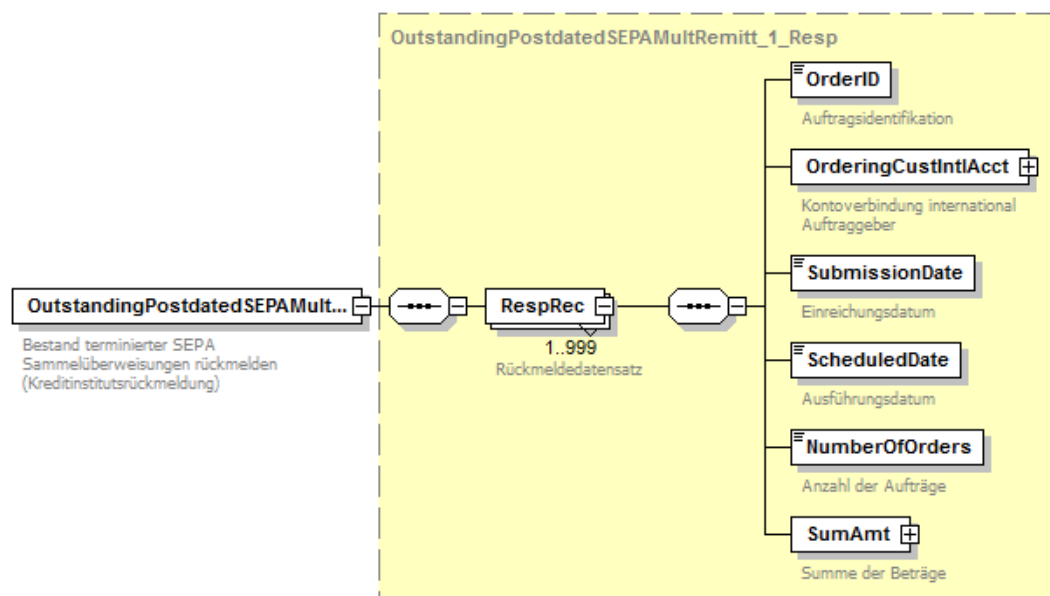 OutstandingPostdatedSEPAMultRemitt_1_Resp
OrderID
Auftragsidentifikation
OrderingCustIntlAcct
Kontoverbindung international
Auftraggeber
SubmissionDate
Einreichungsdatum
OutstandingPostdatedSEPAMult...
Bestand terminierter SEPA
Sammelüberweisungen rückmelden
(Kreditinstitutsrückmeldung)
RespRec
1..999
Rückmeldedatensatz
ScheduledDate
Ausführungsdatum
NumberOfOrders
Anzahl der Aufträge
SumAmt
Summe der Beträge